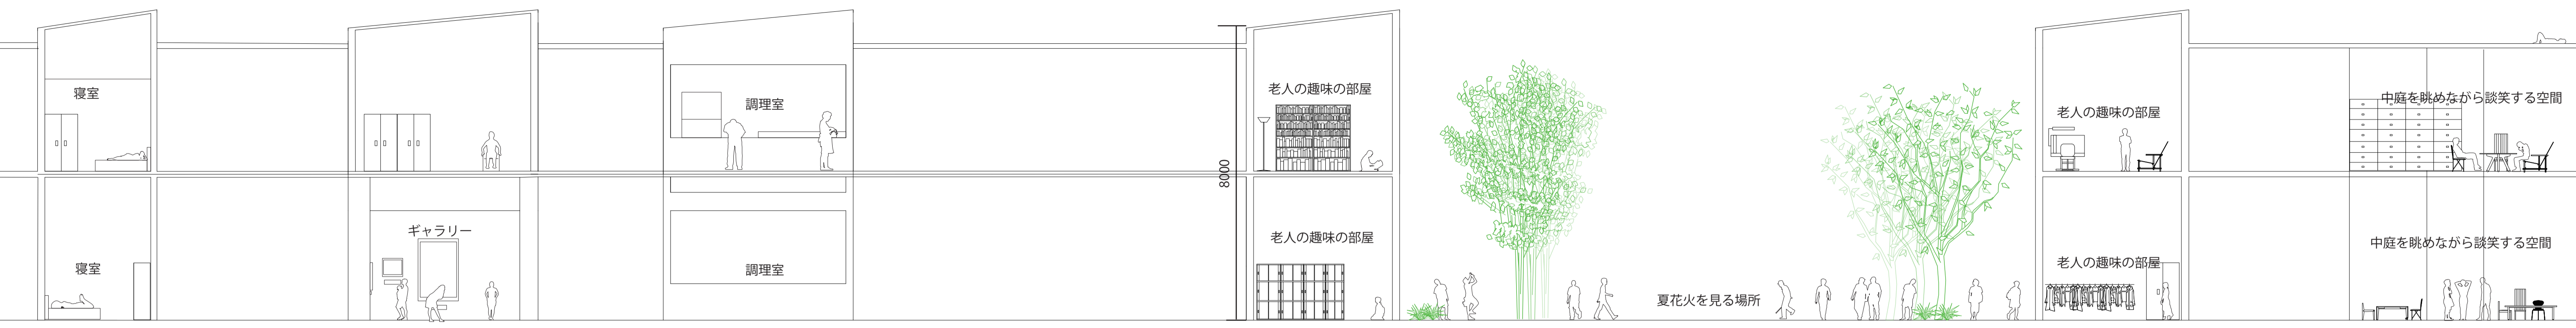 寝室
調理室
老人の趣味の部屋
老人の趣味の部屋
中庭を眺めながら談笑する空間
8000
寝室
ギャラリー
調理室
老人の趣味の部屋
夏花火を見る場所
老人の趣味の部屋
中庭を眺めながら談笑する空間